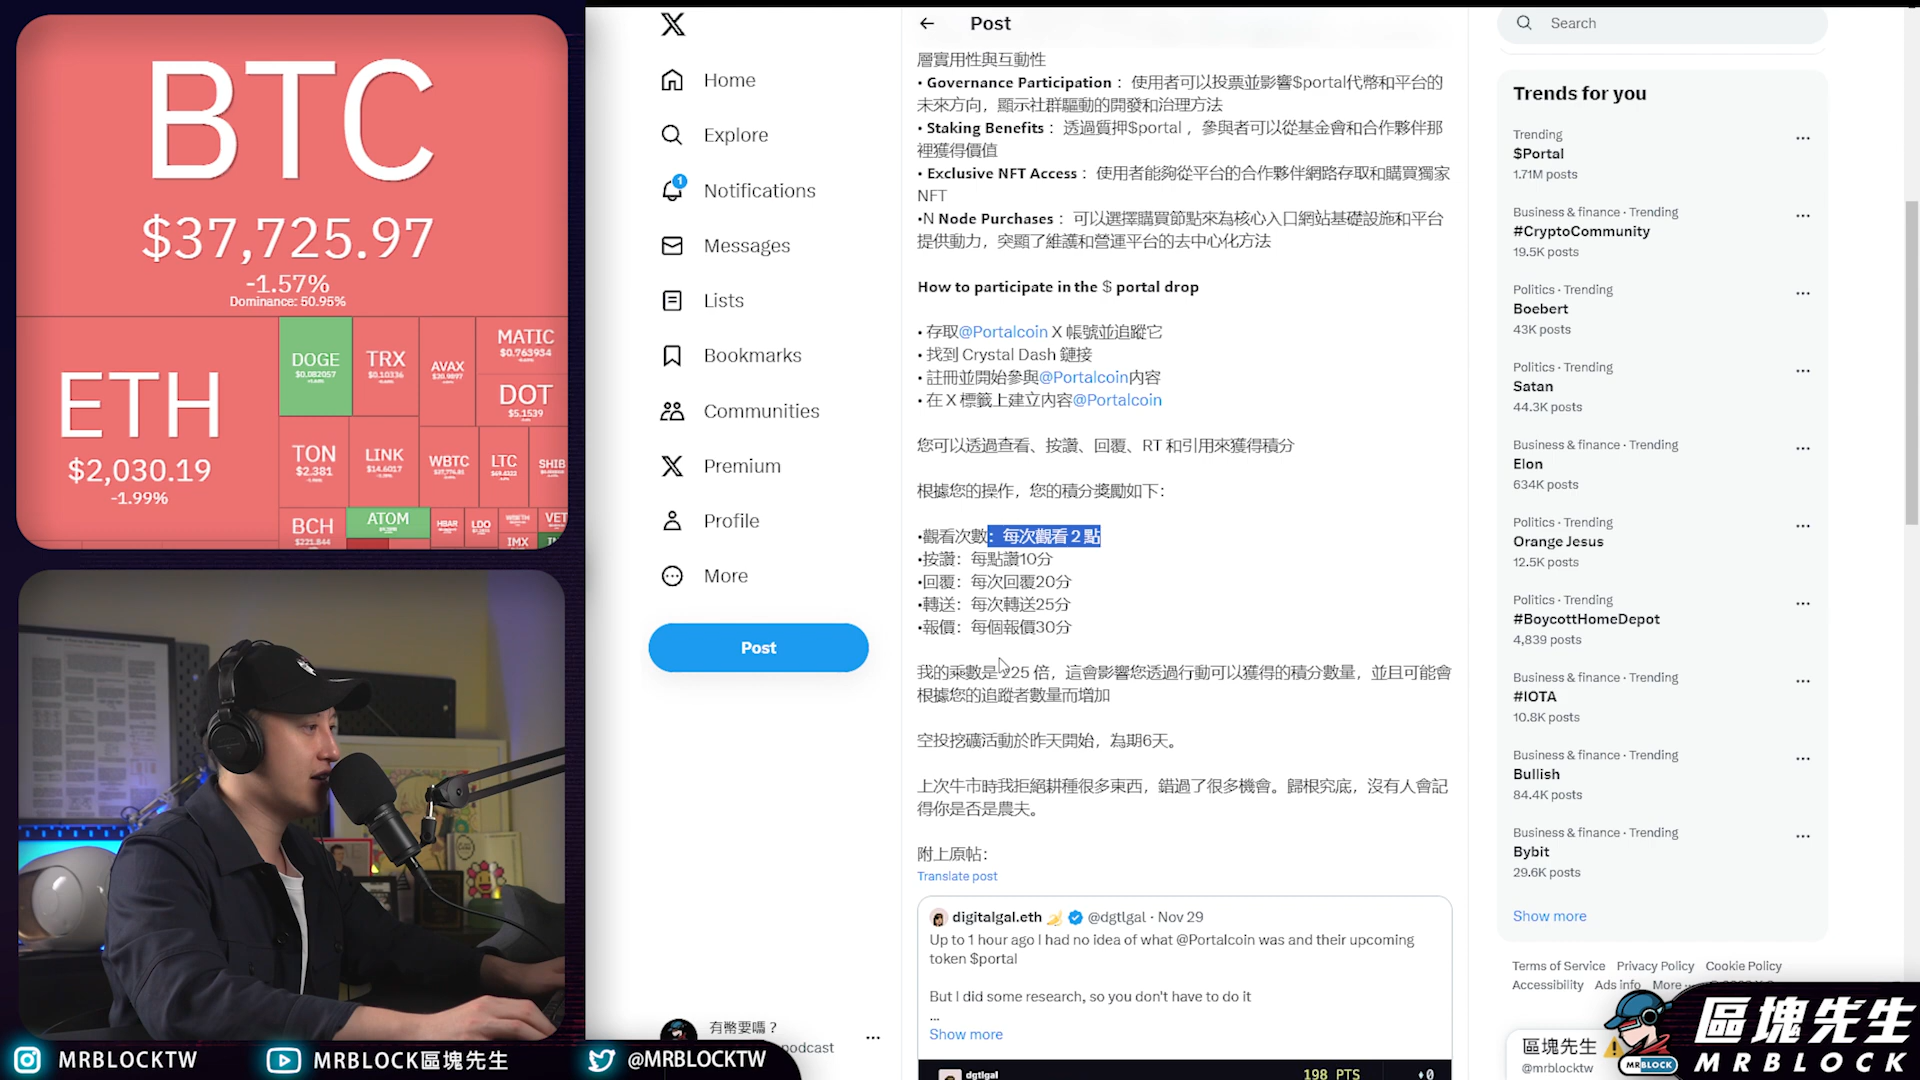 BTC
$37,725.97
-1.57%
Dominance: 50.95%
ETH
$2,030.19
-1.99%
DOGE
$0.082057
TRX
$0.10336
AVAX
MATIC
$0.763934
DOT
$5.1539
TON
$2.381
LINK
$14.6017
WBTC
LTC
SHIB
BCH
$221.844
ATOM
HBAR
LDO
VET
IMX
Home
Explore
1
Notifications
Messages
Lists
Bookmarks
Communities
Premium
Profile
More
Post
有幣要嗎？
podcast
Post
層實用性與互動性
• Governance Participation： 使用者可以投票並影響$portal代幣和平台的
未來方向，顯示社群驅動的開發和治理方法
• Staking Benefits： 透過質押$portal ，參與者可以從基金會和合作夥伴那
裡獲得價值
• Exclusive NFT Access： 使用者能夠從平台的合作夥伴網路存取和購買獨家
NFT
•N Node Purchases： 可以選擇購買節點來為核心入口網站基礎設施和平台
提供動力，突顯了維護和營運平台的去中心化方法
How to participate in the $ portal drop
• 存取@Portalcoin X 帳號並追蹤它
• 找到 Crystal Dash 鏈接
• 註冊並開始參與@Portalcoin內容
• 在 X 標籤上建立內容@Portalcoin
您可以透過查看、按讚、回覆、RT 和引用來獲得積分
根據您的操作，您的積分獎勵如下：
•觀看次數：每次觀看 2 點
•按讚：每點讚10分
•回覆：每次回覆20分
•轉送：每次轉送25分
•報價：每個報價30分
我的乘數是 225 倍，這會影響您透過行動可以獲得的積分數量，並且可能會
根據您的追蹤者數量而增加
空投挖礦活動於昨天開始，為期6天。
上次牛市時我拒絕耕種很多東西，錯過了很多機會。歸根究底，沒有人會記
得你是否是農夫。
附上原帖：
Translate post
digitalgal.eth @dgtlgal · Nov 29
Up to 1 hour ago I had no idea of what @Portalcoin was and their upcoming
token $portal
But I did some research, so you don't have to do it
...
Show more
dgtlgal
198 PTS
♦0
Search
Trends for you
Trending
$Portal
1.71M posts
Business & finance · Trending
#CryptoCommunity
19.5K posts
Politics · Trending
Boebert
43K posts
Politics · Trending
Satan
44.3K posts
Business & finance · Trending
Elon
634K posts
Politics · Trending
Orange Jesus
12.5K posts
Politics · Trending
#BoycottHomeDepot
4,839 posts
Business & finance · Trending
#IOTA
10.8K posts
Business & finance · Trending
Bullish
84.4K posts
Business & finance · Trending
Bybit
29.6K posts
Show more
Terms of Service Privacy Policy Cookie Policy
Accessibility Ads info More
區塊先生
@mrblocktw
MRBLOCK
區塊先生
MRBLOCK
MRBLOCKTW
MRBLOCK區塊先生
@MRBLOCKTW